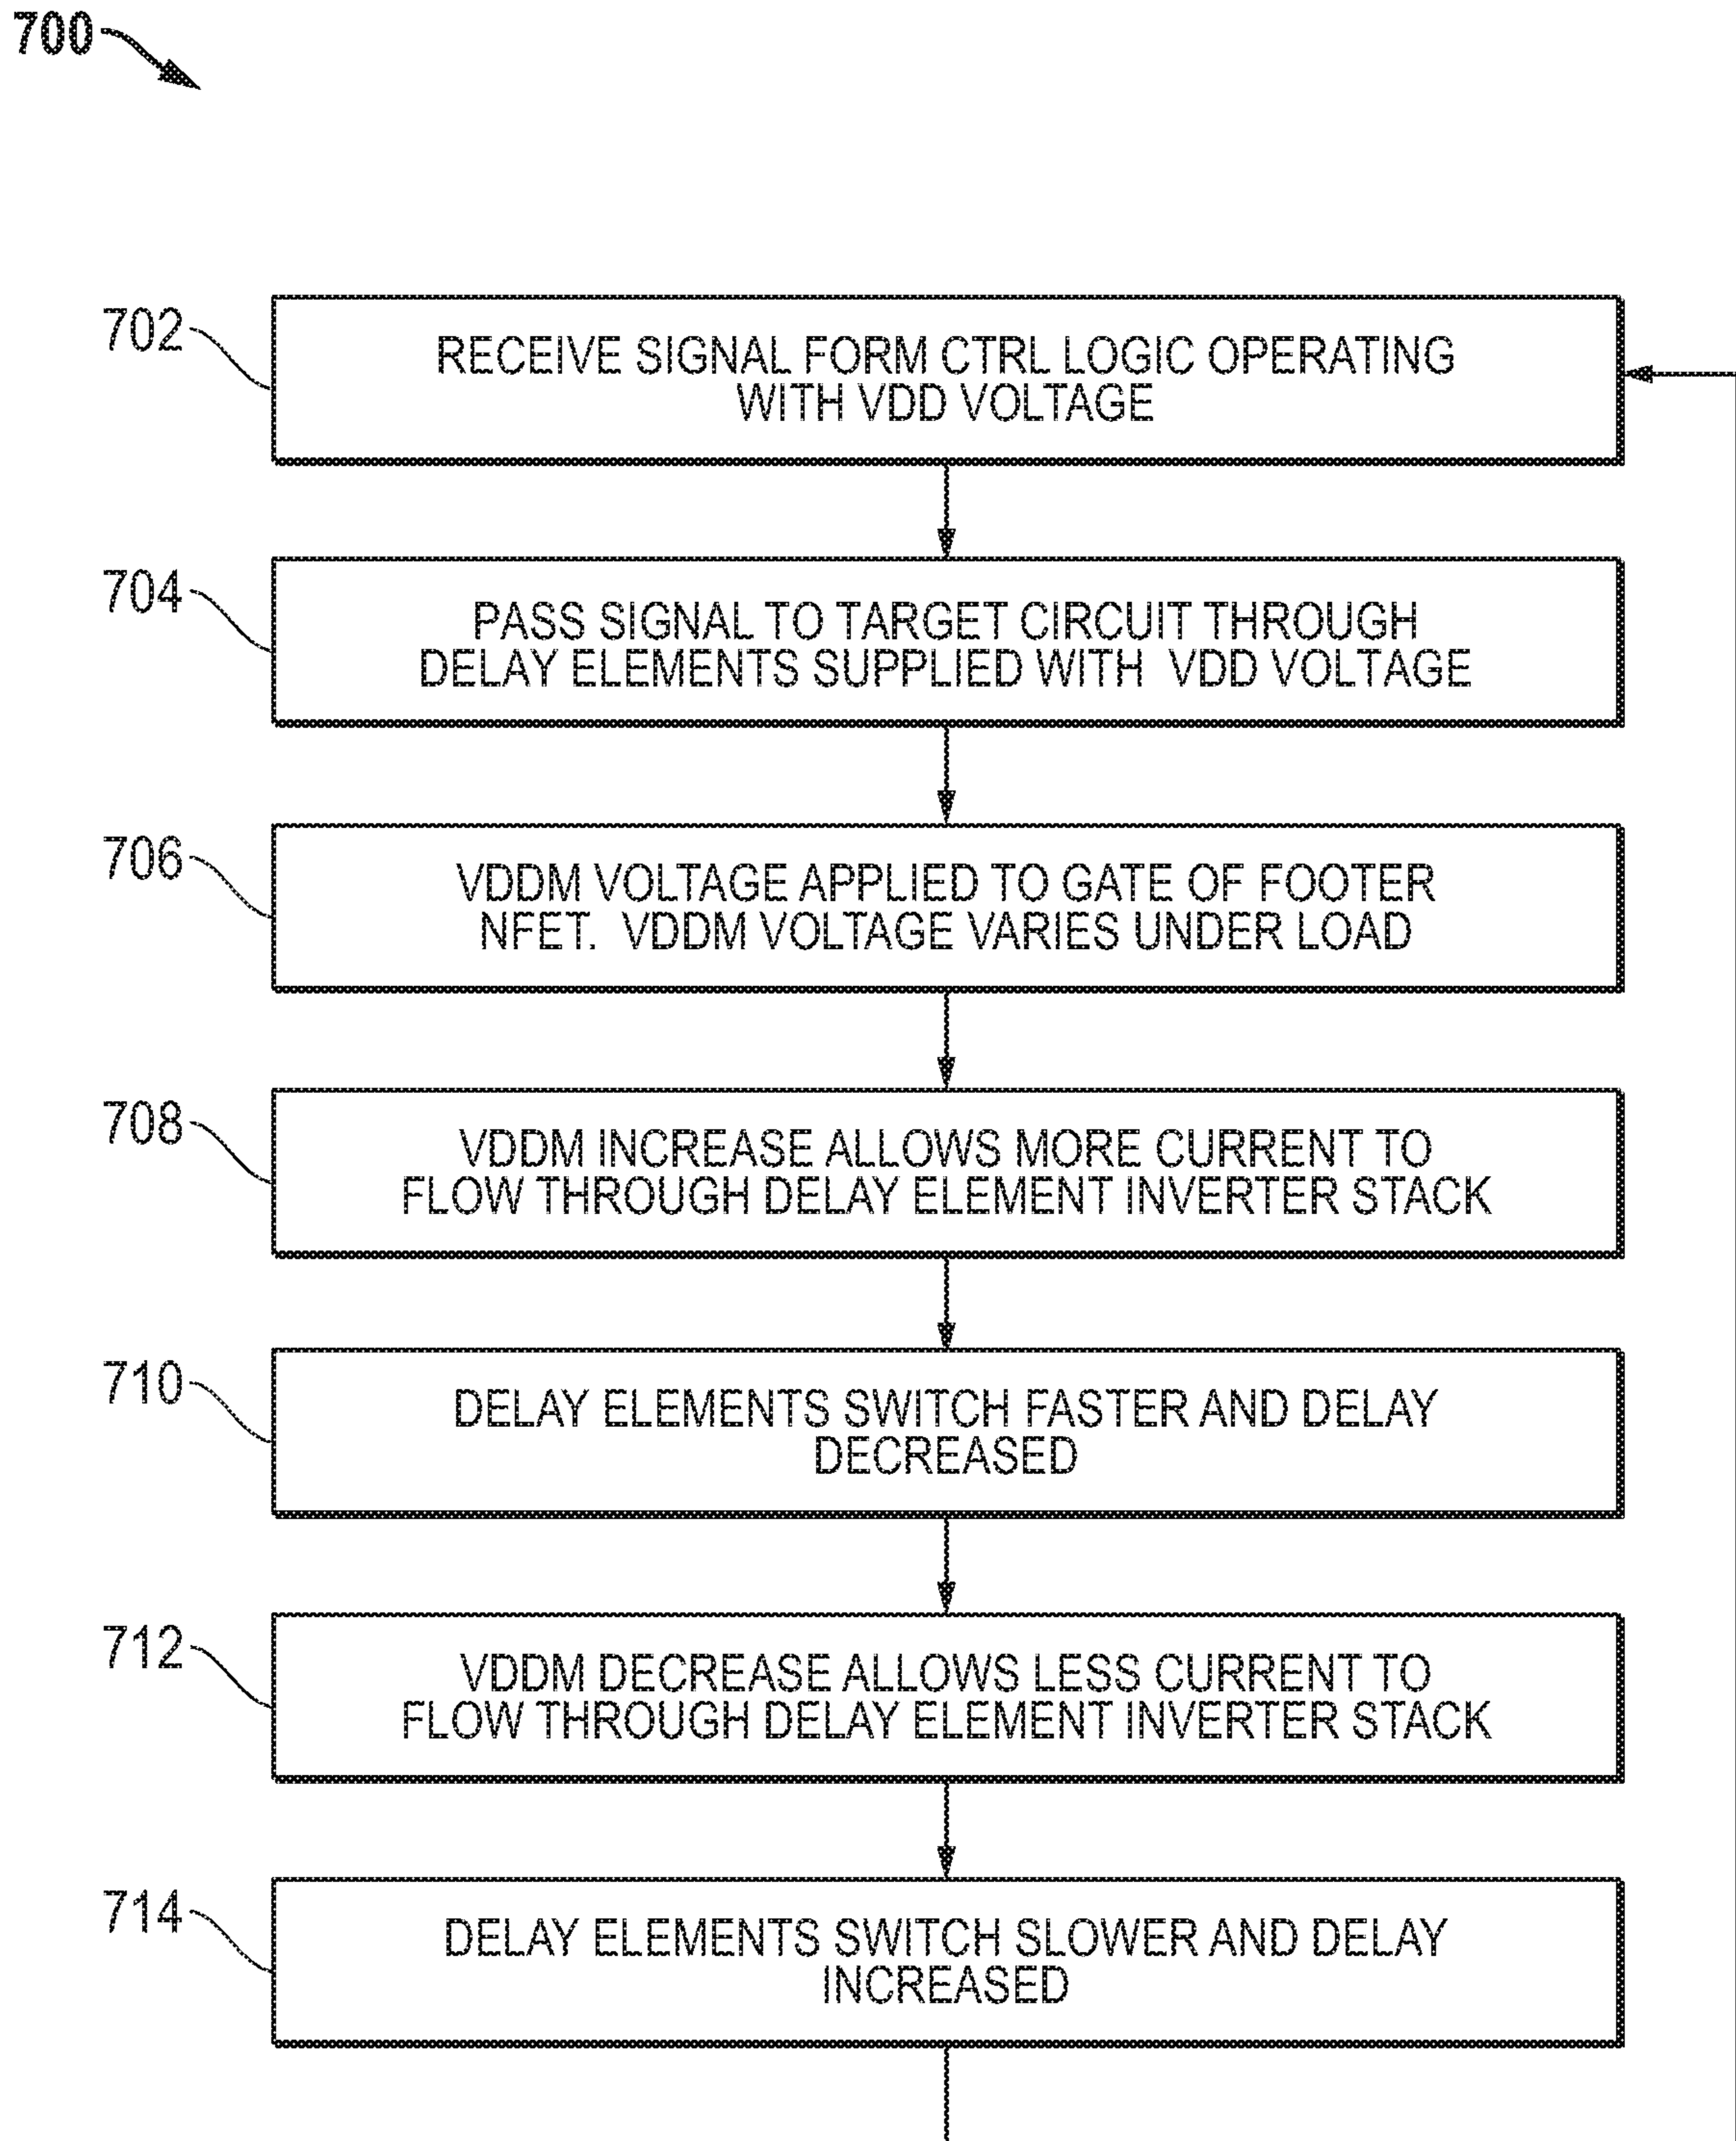 700
702
RECEIVE SIGNAL FORM CTRL LOGIC OPERATING
WITH VDD VOLTAGE
704
PASS SIGNAL TO TARGET CIRCUIT THROUGH
DELAY ELEMENTS SUPPLIED WITH VDD VOLTAGE
706
VDDM VOLTAGE APPLIED TO GATE OF FOOTER
NFET. VDDM VOLTAGE VARIES UNDER LOAD
708
VDDM INCREASE ALLOWS MORE CURRENT TO
FLOW THROUGH DELAY ELEMENT INVERTER STACK
710
DELAY ELEMENTS SWITCH FASTER AND DELAY
DECREASED
712
VDDM DECREASE ALLOWS LESS CURRENT TO
FLOW THROUGH DELAY ELEMENT INVERTER STACK
714
DELAY ELEMENTS SWITCH SLOWER AND DELAY
INCREASED